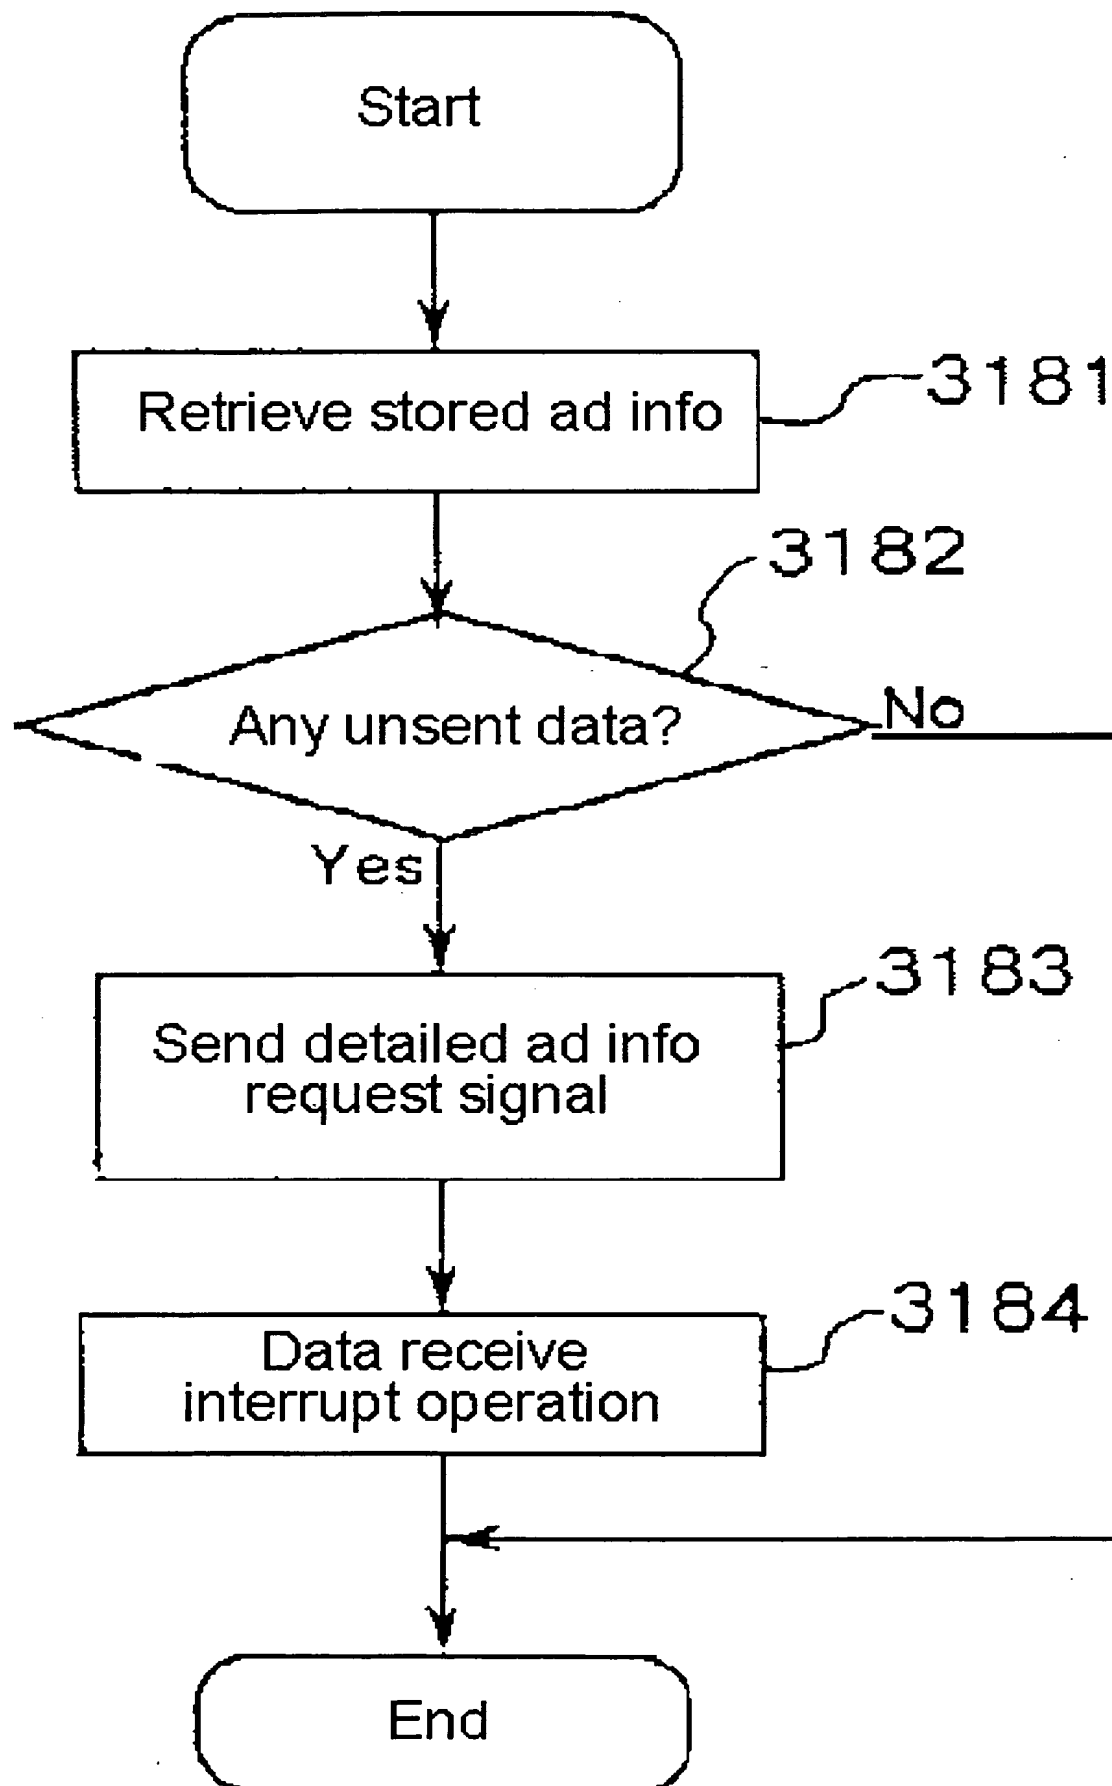 Start
Retrieve stored ad info
3181
3182
Any unsent data?
No
Yes
3183
Send detailed ad info
request signal
3184
Data receive
interrupt operation
End